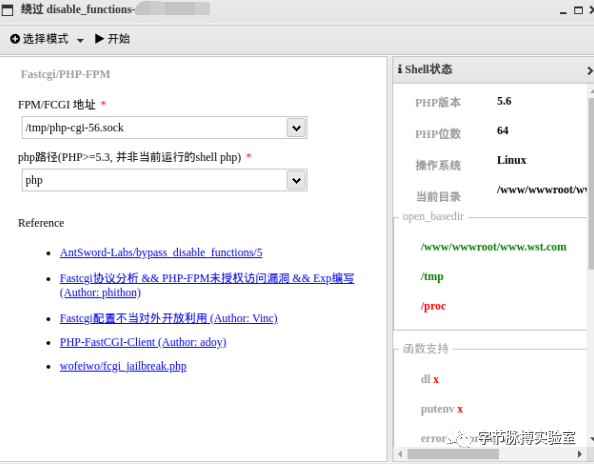 绕过 disable_functions-
选择模式
开始
Fastcgi/PHP-FPM
FPM/FCGI 地址 *
/tmp/php-cgi-56.sock
php路径(PHP>=5.3, 并非当前运行的shell php) *
php
Reference
AntSword-Labs/bypass_disable_functions/5
Fastcgi协议分析 && PHP-FPM未授权访问漏洞 && Exp编写
(Author: phithon)
Fastcgi配置不当对外开放利用 (Author: Vinc)
PHP-FastCGI-Client (Author: adoy)
wofeiwo/fcgi_jailbreak.php
Shell状态
PHP版本 5.6
PHP位数 64
操作系统 Linux
当前目录 /www/wwwroot/w
open_basedir
/www/wwwroot/www.wst.com
/tmp
/proc
函数支持
dl x
putenv x
error
字节脉搏实验室